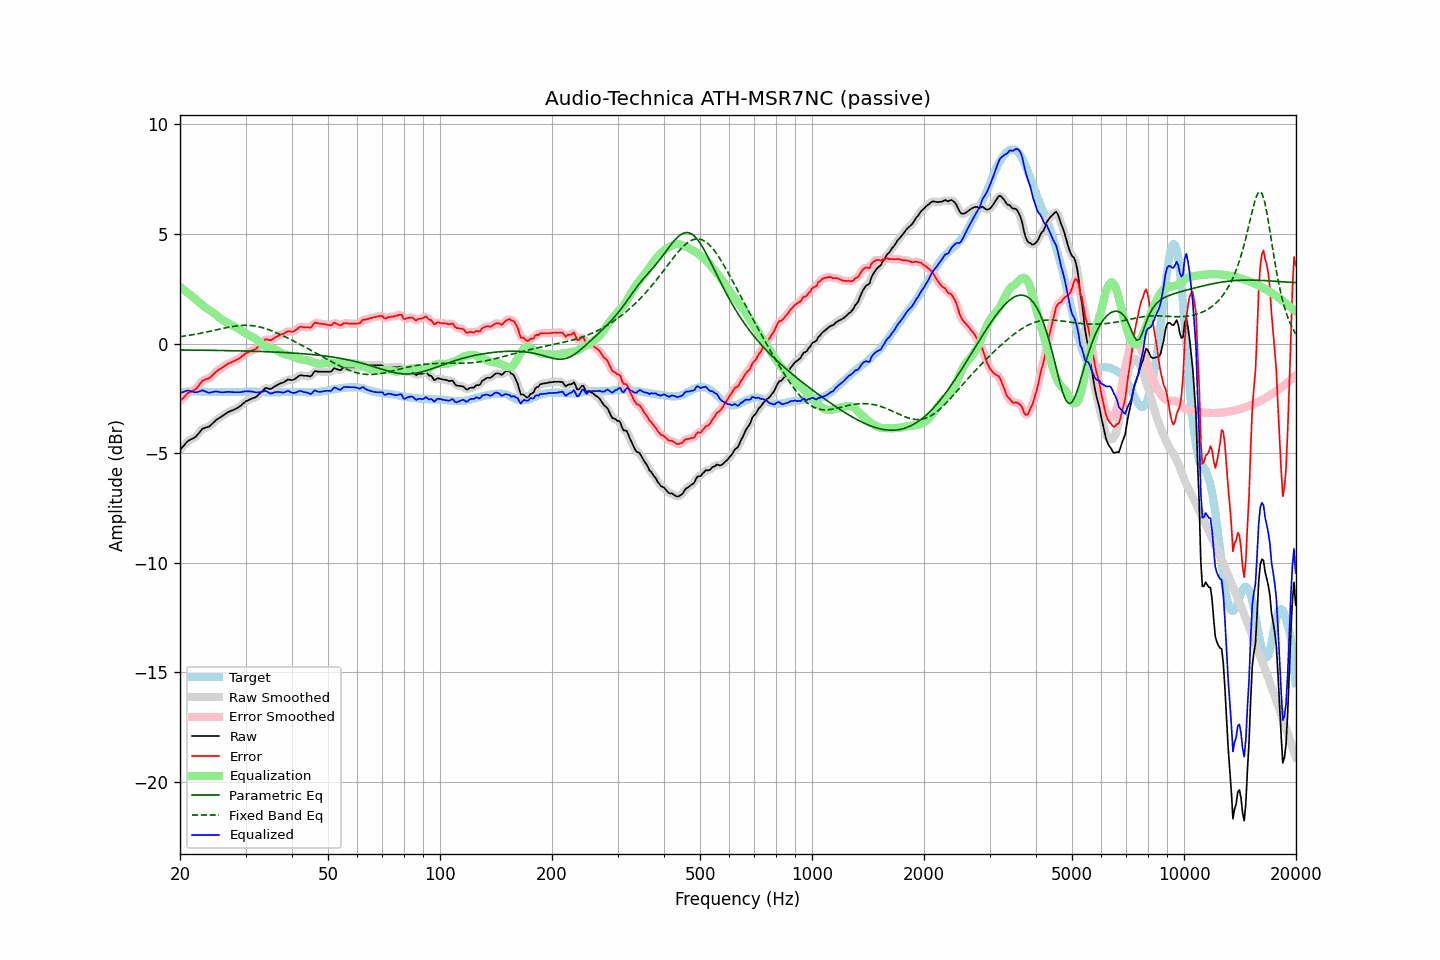 Audio-Technica ATH-MSR7NC (passive)
10
5
0
−5
−10
−15
−20
Amplitude (dBr)
Target
Raw Smoothed
Error Smoothed
Raw
Error
Equalization
Parametric Eq
Fixed Band Eq
Equalized
20 50 100 200 500 1000 2000 5000 10000 20000
Frequency (Hz)